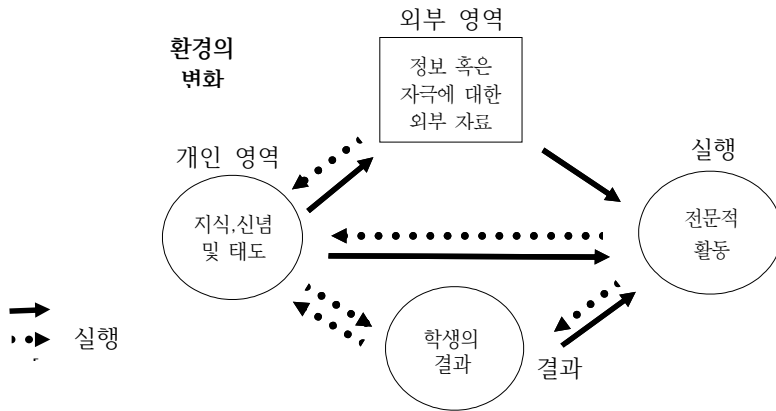 외부 영역
환경의
변화
정보 혹은
자극에 대한
외부 자료
개인 영역
실행
지식,신념
및 태도
전문적
활동
학생의
결과
결과
실행